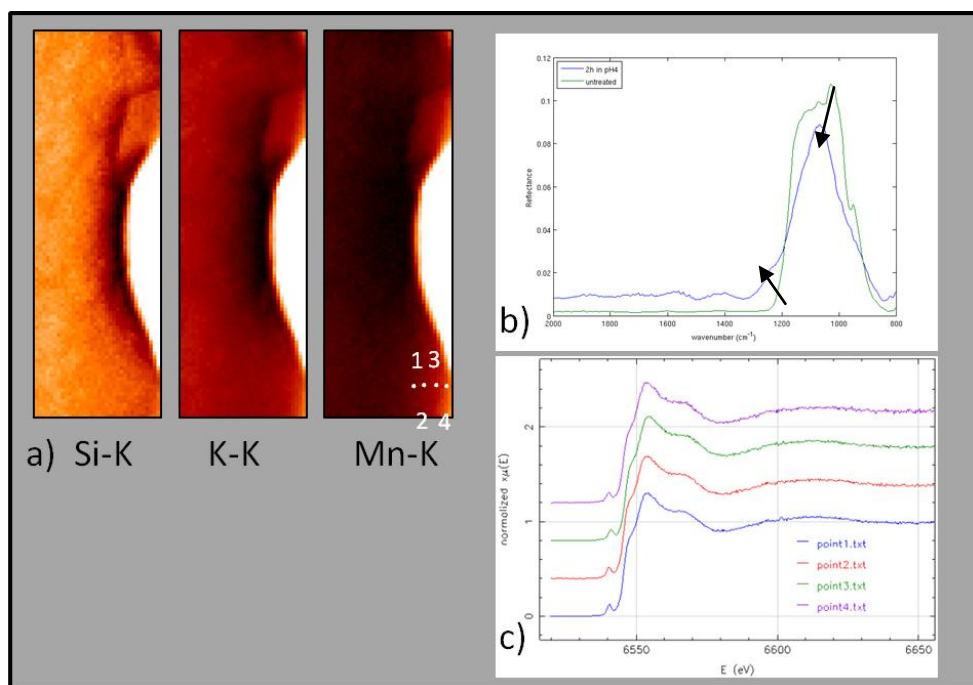 1 3
2 4
a) Si-K K-K Mn-K
2h in pH4
untreated
0.12
0.1
0.08
0.06
0.04
0.02
0
Reflectance
2000 1800 1600 1400 1200 1000 800
wavenumber (cm⁻¹)
b)
2
1
0
normalized xμ(E)
point1.txt
point2.txt
point3.txt
point4.txt
6550 6600 6650
E (eV)
c)